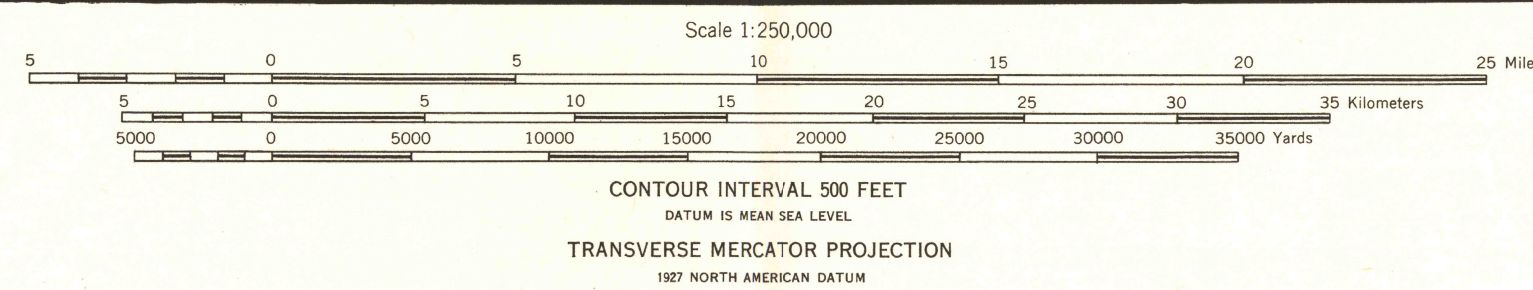 Scale 1:250,000
5 0 5 10 15 20 25 Mile
5 0 5 10 15 20 25 30 35 Kilometers
5000 0 5000 10000 15000 20000 25000 30000 35000 Yards
CONTOUR INTERVAL 500 FEET
DATUM IS MEAN SEA LEVEL
TRANSVERSE MERCATOR PROJECTION
1927 NORTH AMERICAN DATUM